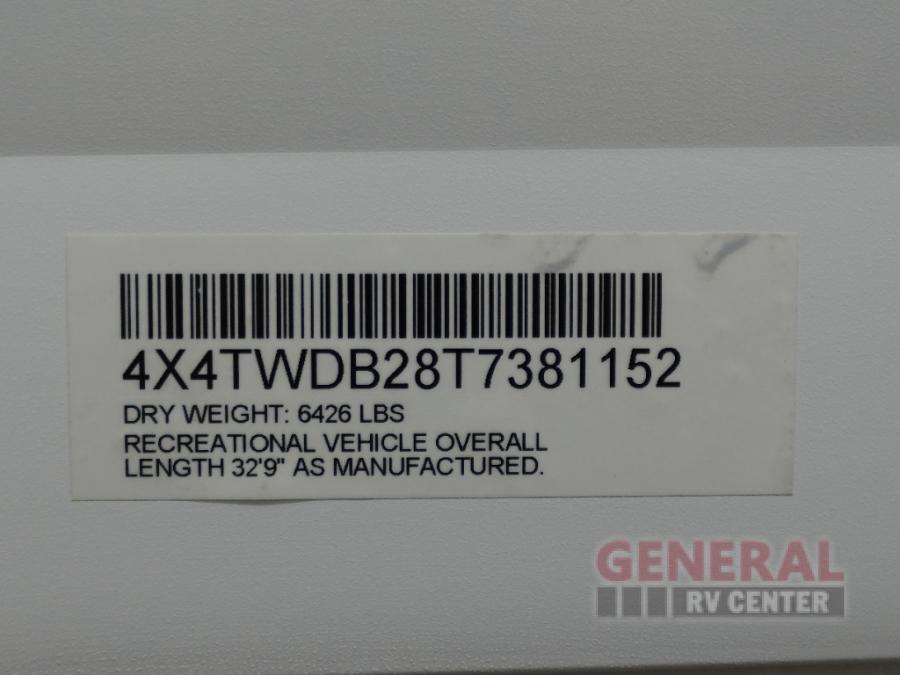 4X4TWDB28T7381152
DRY WEIGHT: 6426 LBS
RECREATIONAL VEHICLE OVERALL
LENGTH 32'9" AS MANUFACTURED.
GENERAL
RV CENTER